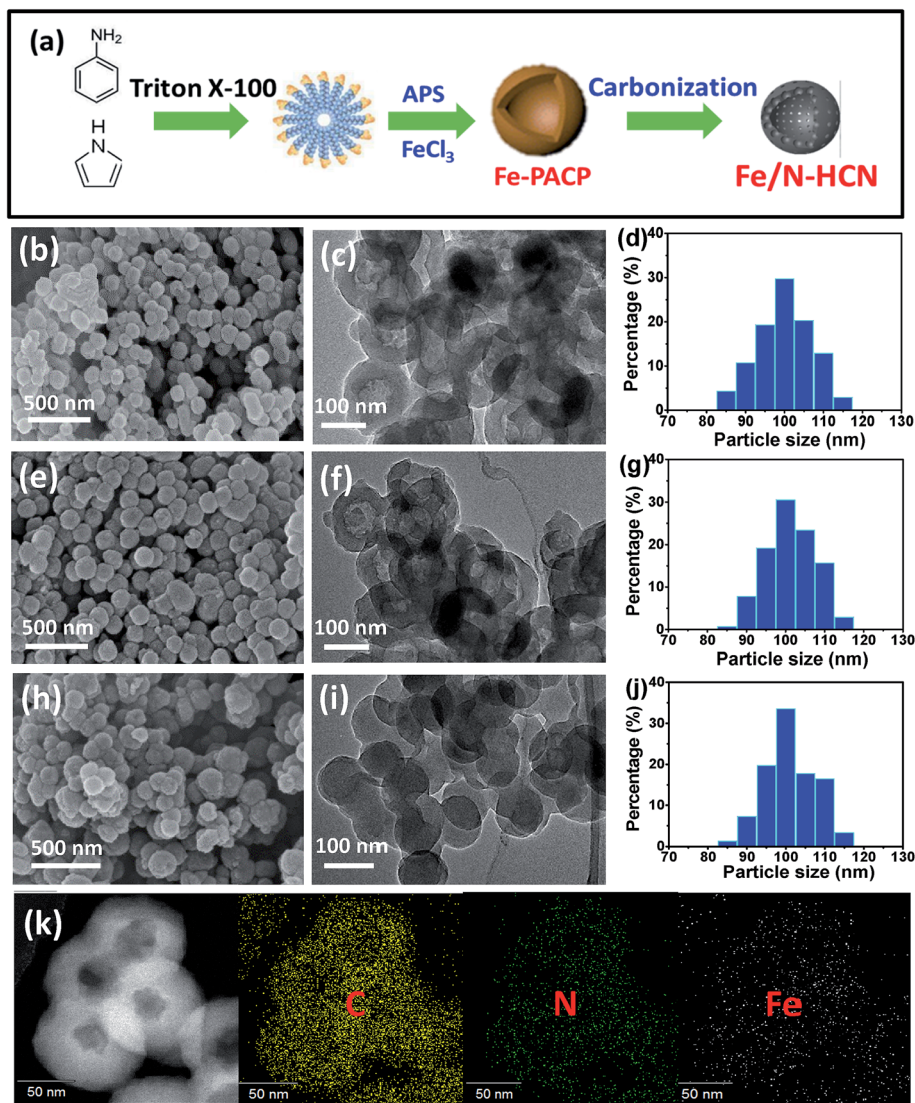 (a)
NH2
H
N
Triton X-100
APS
FeCl3
Fe-PACP
Carbonization
Fe/N-HCN
(b)
500 nm
(c)
100 nm
(d)
Percentage (%)
40
30
20
10
0
70 80 90 100 110 120 130
Particle size (nm)
(e)
500 nm
(f)
100 nm
(g)
Percentage (%)
40
30
20
10
0
70 80 90 100 110 120 130
Particle size (nm)
(h)
500 nm
(i)
100 nm
(j)
Percentage (%)
40
30
20
10
0
70 80 90 100 110 120 130
Particle size (nm)
(k)
50 nm
C
50 nm
N
50 nm
Fe
50 nm